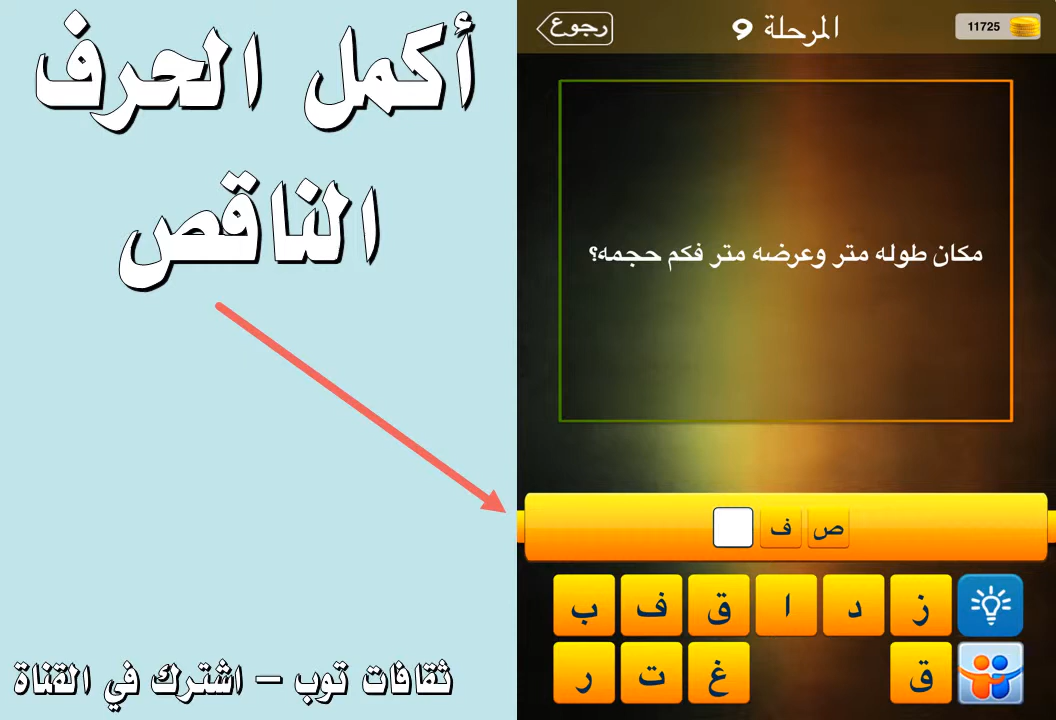 أكمل الحرف
الناقص
ثقافات توب – اشترك في القناة
رجوع
المرحلة 9
11725
مكان طوله متر وعرضه متر فكم حجمه؟
ص ف
ز د ا ق ف ب
ق غ ت ر